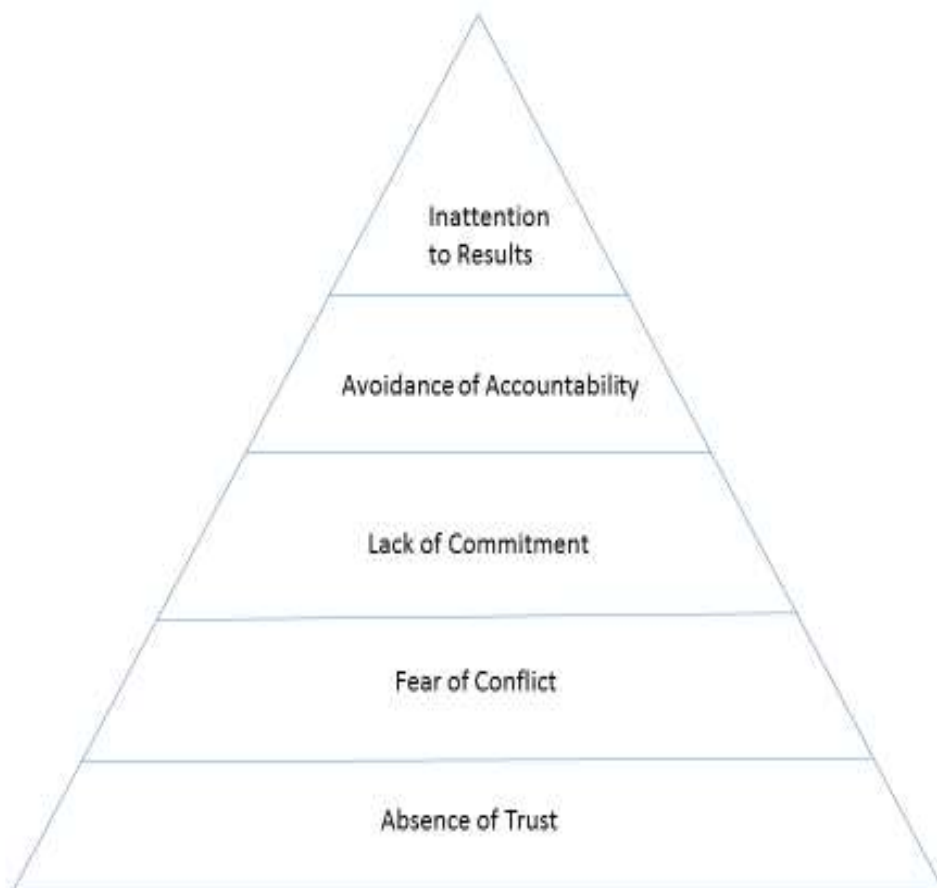 Inattention
to Results
Avoidance of Accountability
Lack of Commitment
Fear of Conflict
Absence of Trust